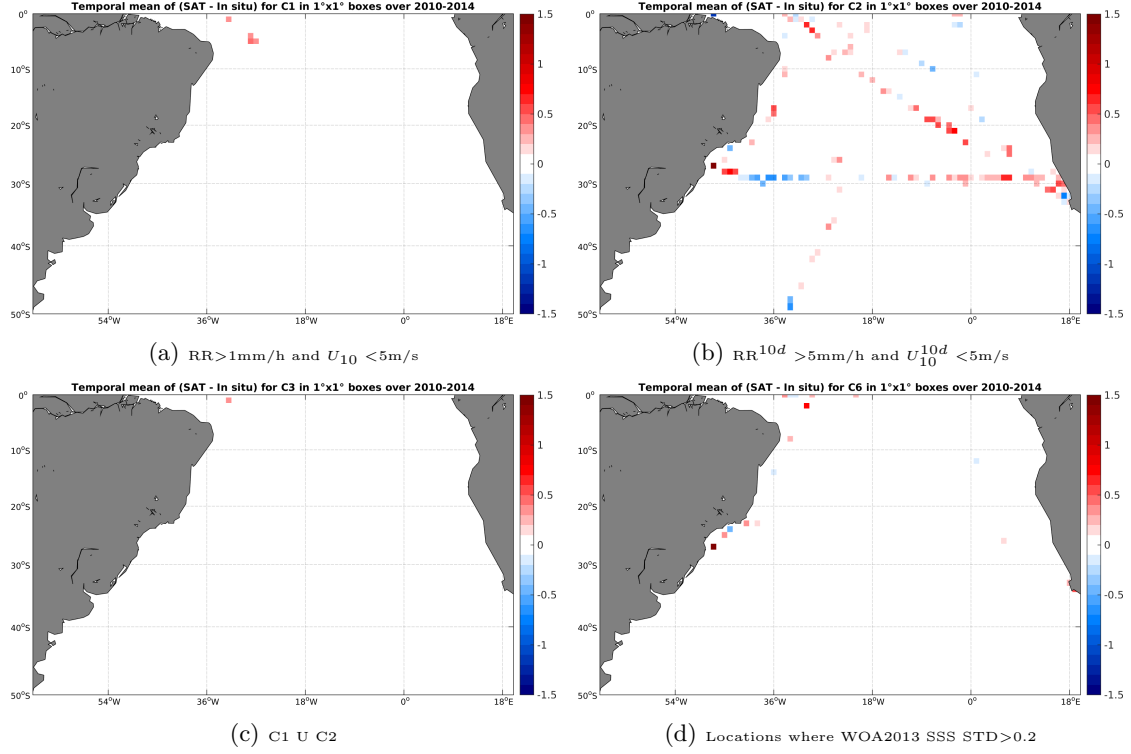 Temporal mean of (SAT - In situ) for C1 in 1°x1° boxes over 2010-2014
0°
10°S
20°S
30°S
40°S
50°S
54°W
36°W
18°W
0°
18°E
1.5
1
0.5
0
-0.5
-1
-1.5
(a) RR>1mm/h and U10 <5m/s
Temporal mean of (SAT - In situ) for C2 in 1°x1° boxes over 2010-2014
0°
10°S
20°S
30°S
40°S
50°S
54°W
36°W
18°W
0°
18°E
1.5
1
0.5
0
-0.5
-1
-1.5
(b) RR^10d >5mm/h and U10^10d <5m/s
Temporal mean of (SAT - In situ) for C3 in 1°x1° boxes over 2010-2014
0°
10°S
20°S
30°S
40°S
50°S
54°W
36°W
18°W
0°
18°E
1.5
1
0.5
0
-0.5
-1
-1.5
(c) C1 U C2
Temporal mean of (SAT - In situ) for C6 in 1°x1° boxes over 2010-2014
0°
10°S
20°S
30°S
40°S
50°S
54°W
36°W
18°W
0°
18°E
1.5
1
0.5
0
-0.5
-1
-1.5
(d) Locations where WOA2013 SSS STD>0.2